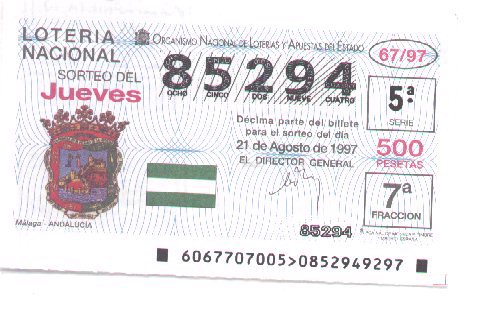 LOTERIA
NACIONAL
SORTEO DEL
Jueves
ORGANISMO NACIONAL DE LOTERIAS Y APUESTAS DEL ESTADO
67/97
85294
OCHO CINCO DOS NUEVE CUATRO
5ª
SERIE
Décima parte del billete
para el sorteo del día
21 de Agosto de 1997
EL DIRECTOR GENERAL
500
PESETAS
7ª
FRACCION
85294
Málaga - ANDALUCÍA
6067707005>0852949297